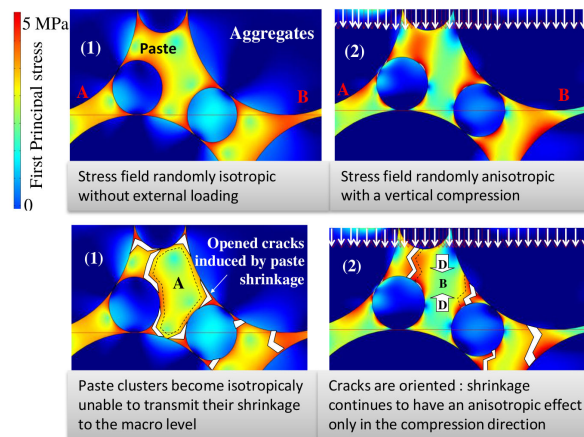 5 MPa
First Principal stress
0
(1)
Paste
Aggregates
A
B
(2)
A
B
Stress field randomly isotropic
without external loading
Stress field randomly anisotropic
with a vertical compression
(1)
Opened cracks
induced by paste
shrinkage
A
(2)
D
B
D
Paste clusters become isotropicaly
unable to transmit their shrinkage
to the macro level
Cracks are oriented : shrinkage
continues to have an anisotropic effect
only in the compression direction